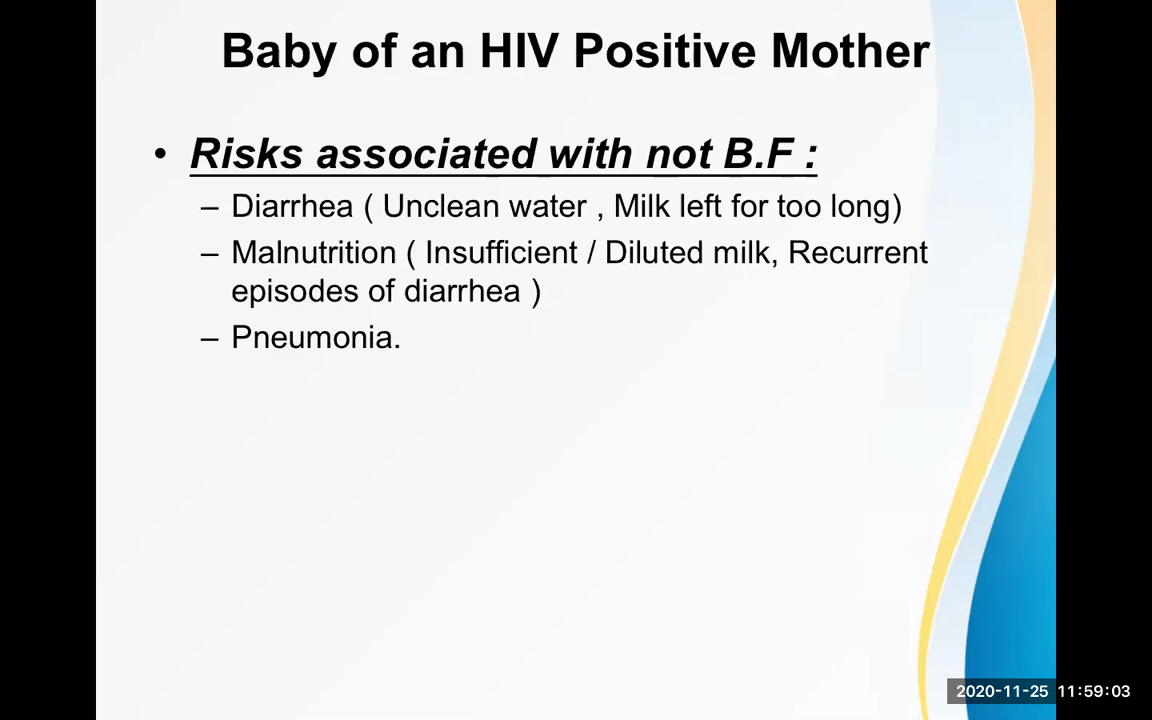 Baby of an HIV Positive Mother
• Risks associated with not B.F :
– Diarrhea ( Unclean water , Milk left for too long)
– Malnutrition ( Insufficient / Diluted milk, Recurrent
episodes of diarrhea )
– Pneumonia.
2020-11-25 11:59:03